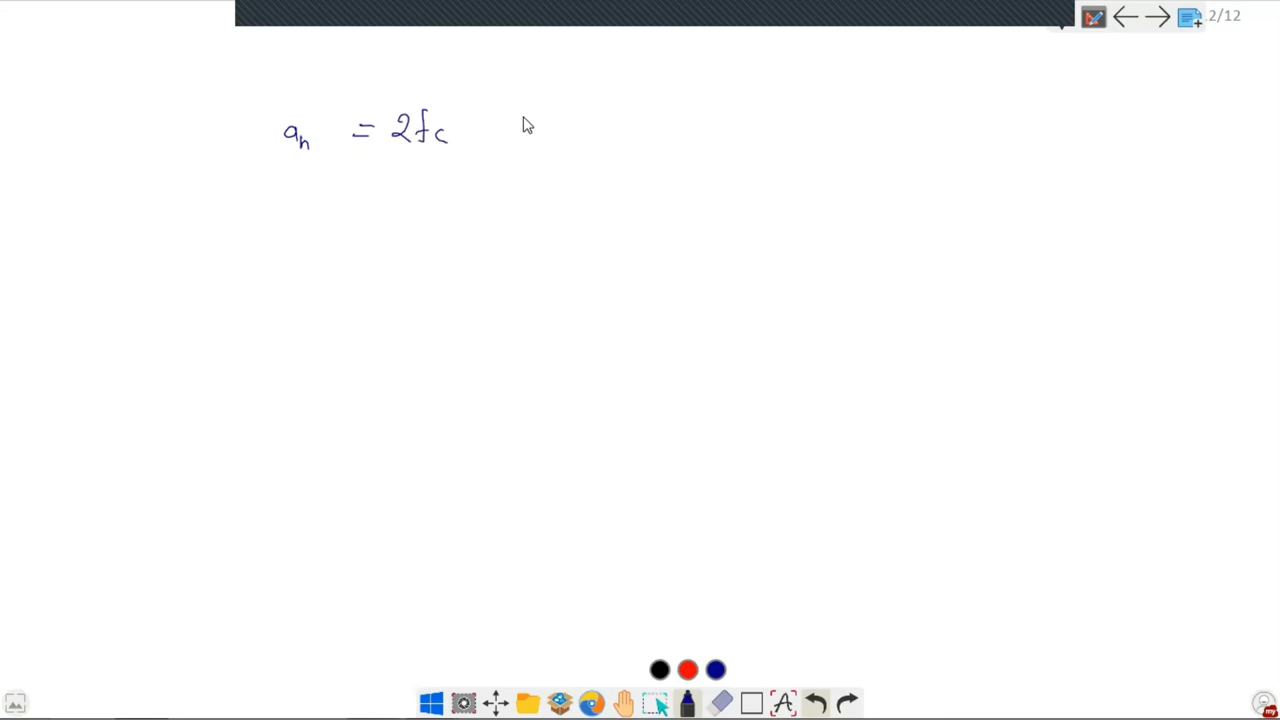 2/12
aₙ = 2fc